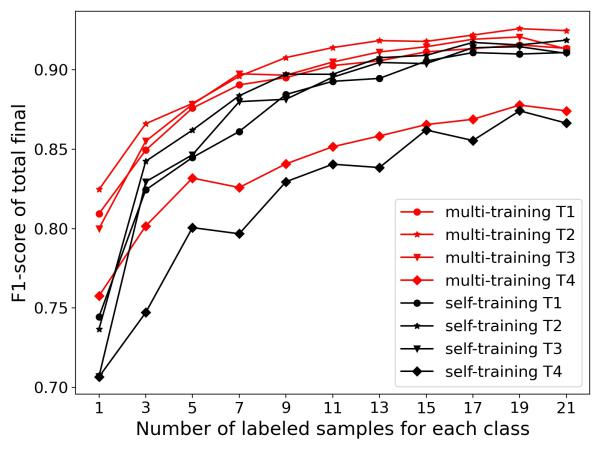 F1-score of total final
0.90
0.85
0.80
0.75
0.70
multi-training T1
multi-training T2
multi-training T3
multi-training T4
self-training T1
self-training T2
self-training T3
self-training T4
1 3 5 7 9 11 13 15 17 19 21
Number of labeled samples for each class